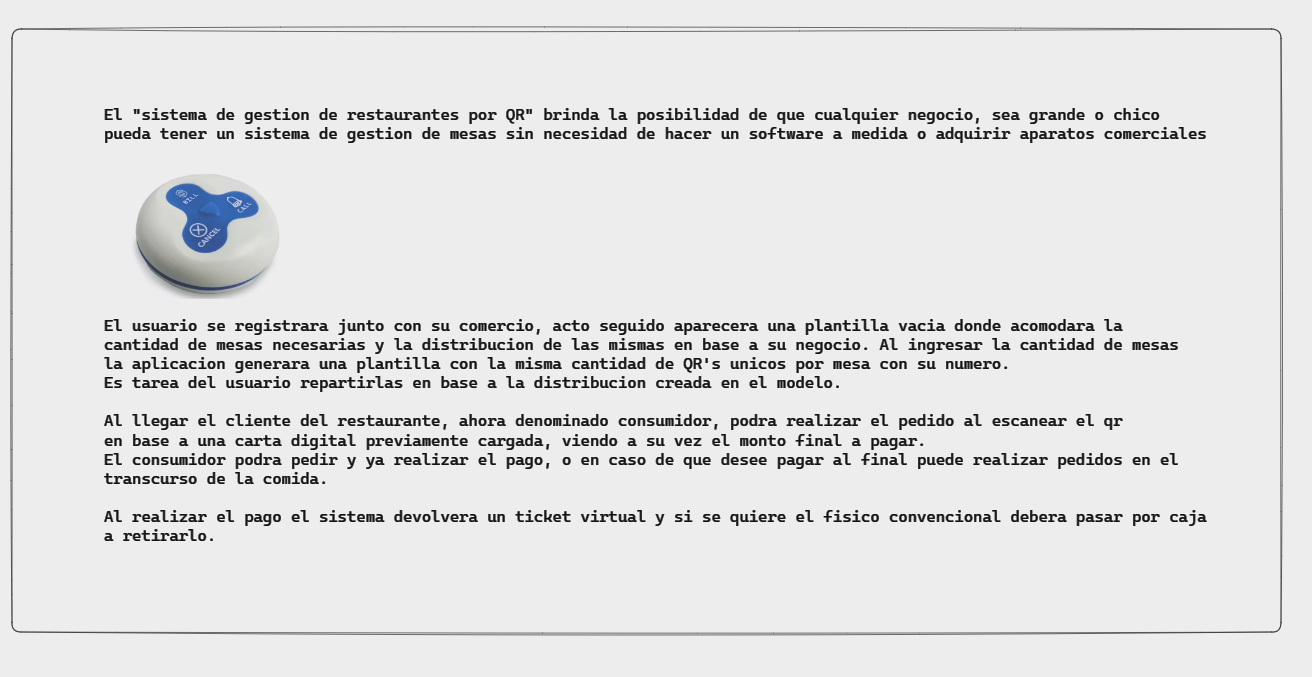 El "sistema de gestion de restaurantes por QR" brinda la posibilidad de que cualquier negocio, sea grande o chico
pueda tener un sistema de gestion de mesas sin necesidad de hacer un software a medida o adquirir aparatos comerciales
BILL
CALL
CANCEL
El usuario se registrara junto con su comercio, acto seguido aparecera una plantilla vacia donde acomodara la
cantidad de mesas necesarias y la distribucion de las mismas en base a su negocio. Al ingresar la cantidad de mesas
la aplicacion generara una plantilla con la misma cantidad de QR's unicos por mesa con su numero.
Es tarea del usuario repartirlas en base a la distribucion creada en el modelo.
Al llegar el cliente del restaurante, ahora denominado consumidor, podra realizar el pedido al escanear el qr
en base a una carta digital previamente cargada, viendo a su vez el monto final a pagar.
El consumidor podra pedir y ya realizar el pago, o en caso de que desee pagar al final puede realizar pedidos en el
transcurso de la comida.
Al realizar el pago el sistema devolvera un ticket virtual y si se quiere el fisico convencional debera pasar por caja
a retirarlo.